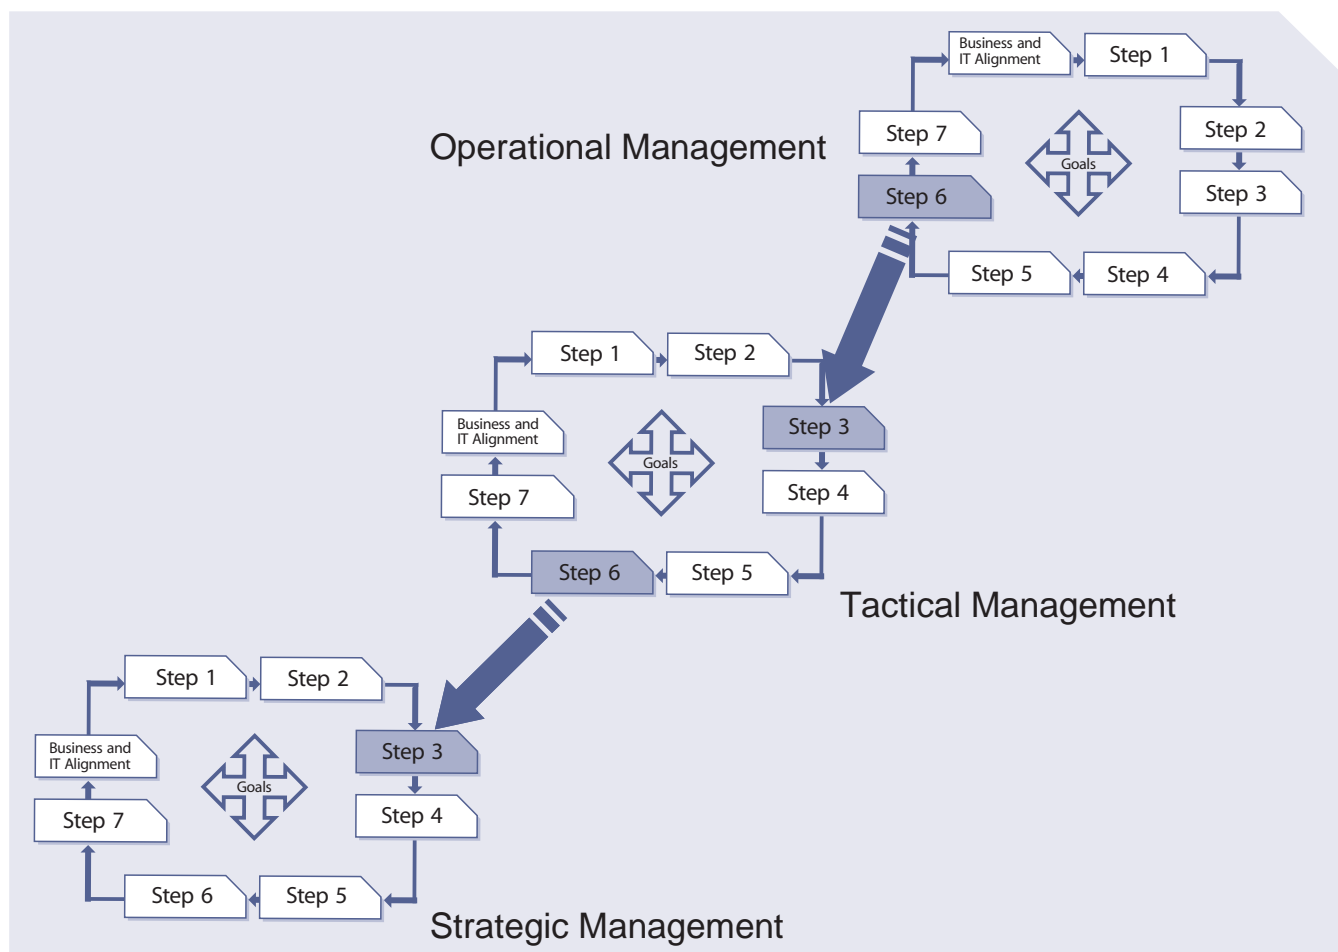 Business and
IT Alignment
Step 1
Step 7
Step 2
Operational Management
Goals
Step 6
Step 3
Step 5
Step 4
Step 1
Step 2
Business and
IT Alignment
Step 3
Goals
Step 7
Step 4
Step 6
Step 5
Tactical Management
Step 1
Step 2
Business and
IT Alignment
Step 3
Goals
Step 7
Step 4
Step 6
Step 5
Strategic Management